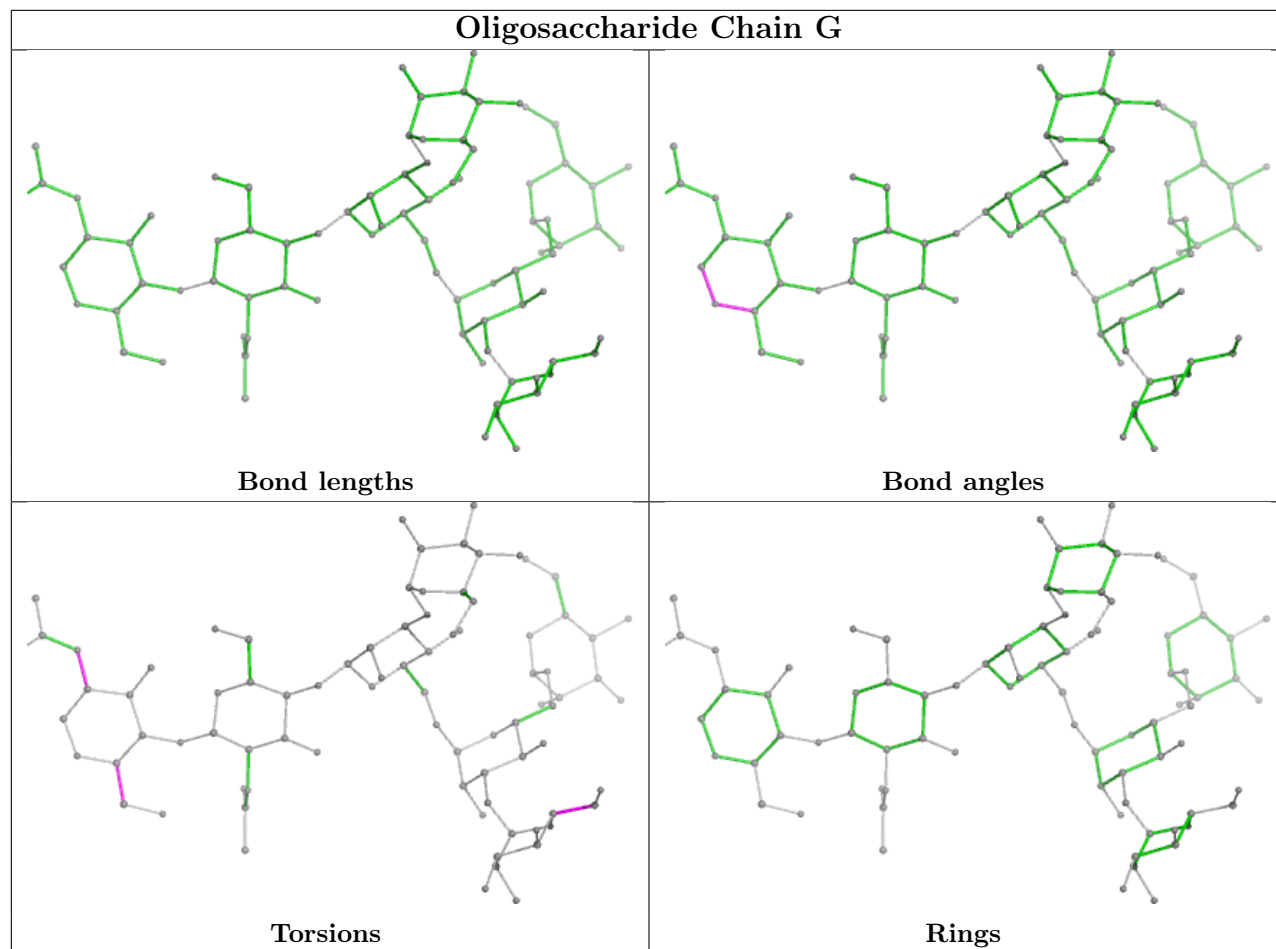 Oligosaccharide Chain G
Bond lengths
Bond angles
Torsions
Rings